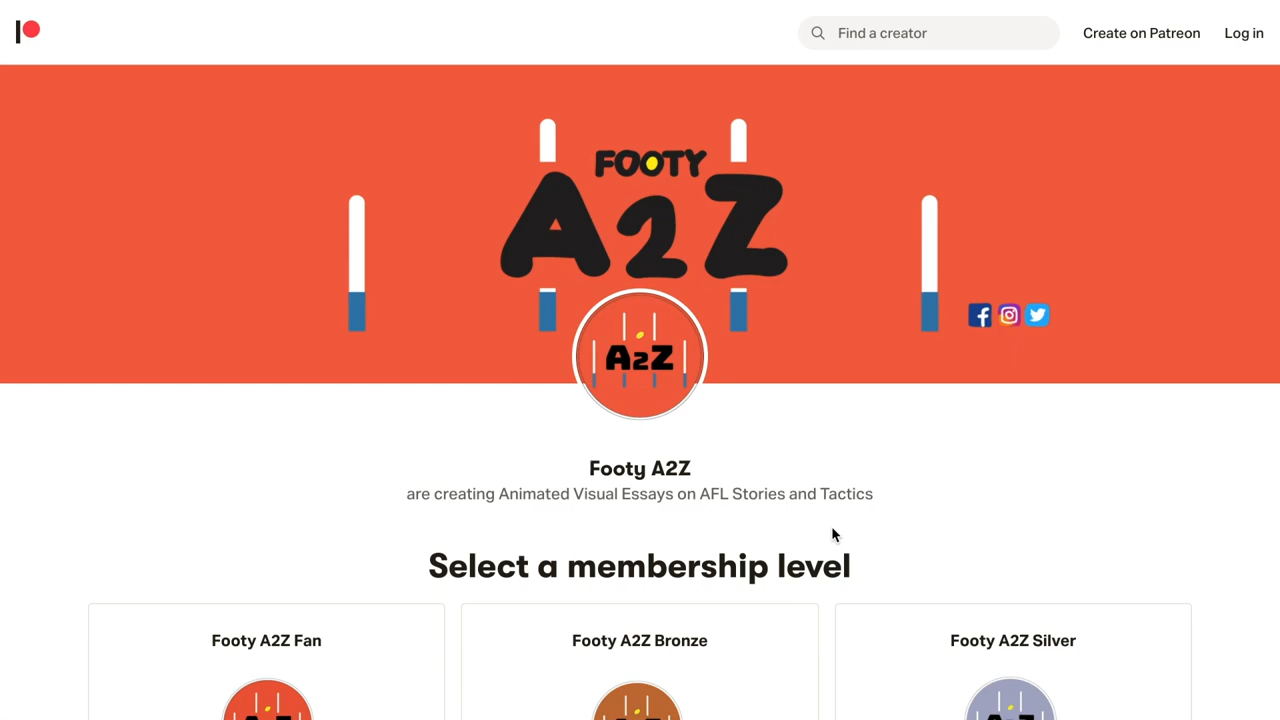 Find a creator
Create on Patreon
Log in
FOOTY
A2Z
A2Z
Footy A2Z
are creating Animated Visual Essays on AFL Stories and Tactics
Select a membership level
Footy A2Z Fan
Footy A2Z Bronze
Footy A2Z Silver